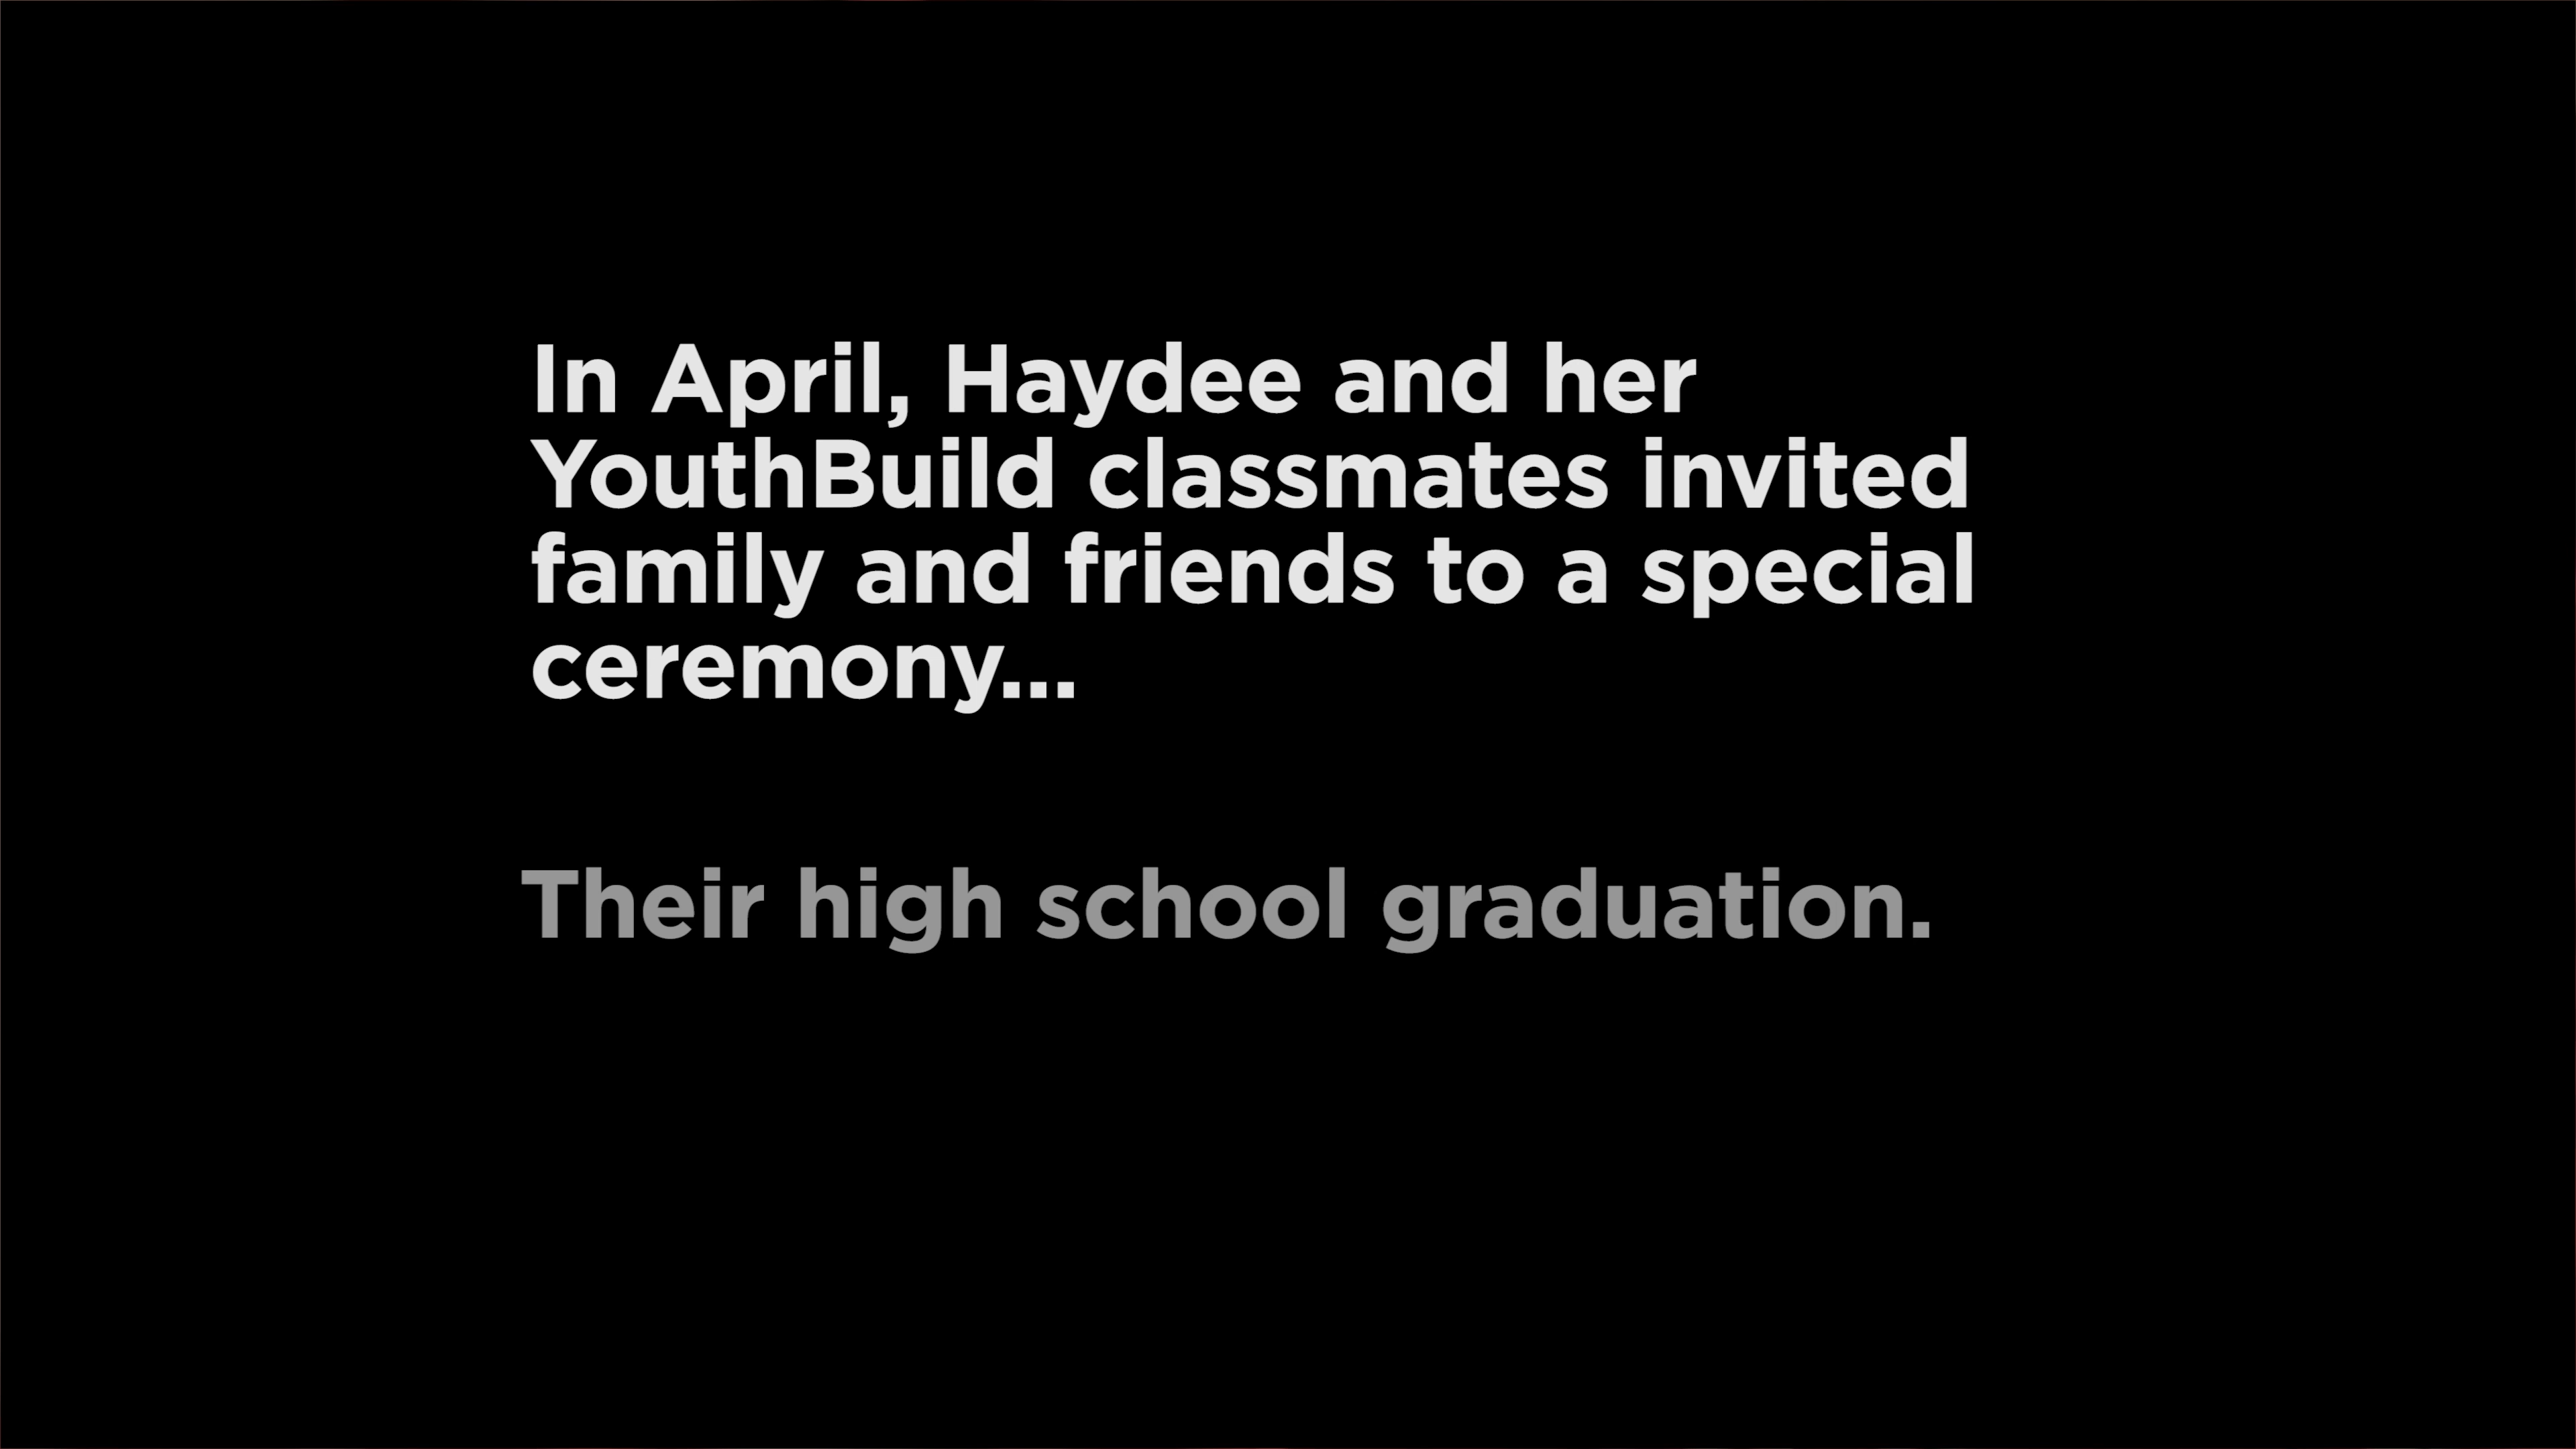 In April, Haydee and her
YouthBuild classmates invited
family and friends to a special
ceremony...
Their high school graduation.